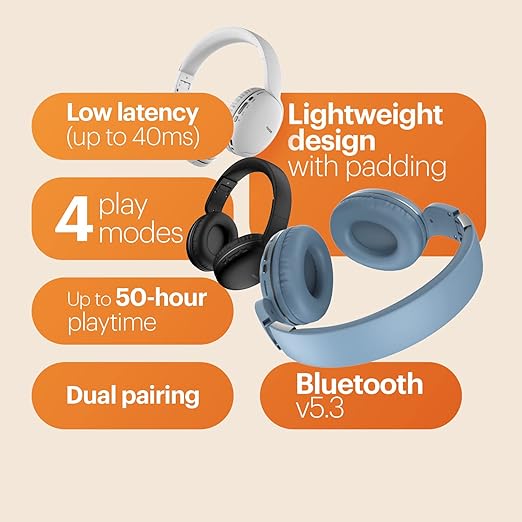 Low latency
(up to 40ms)
Lightweight
design
with padding
4 play
modes
Up to 50-hour
playtime
Dual pairing
Bluetooth
v5.3